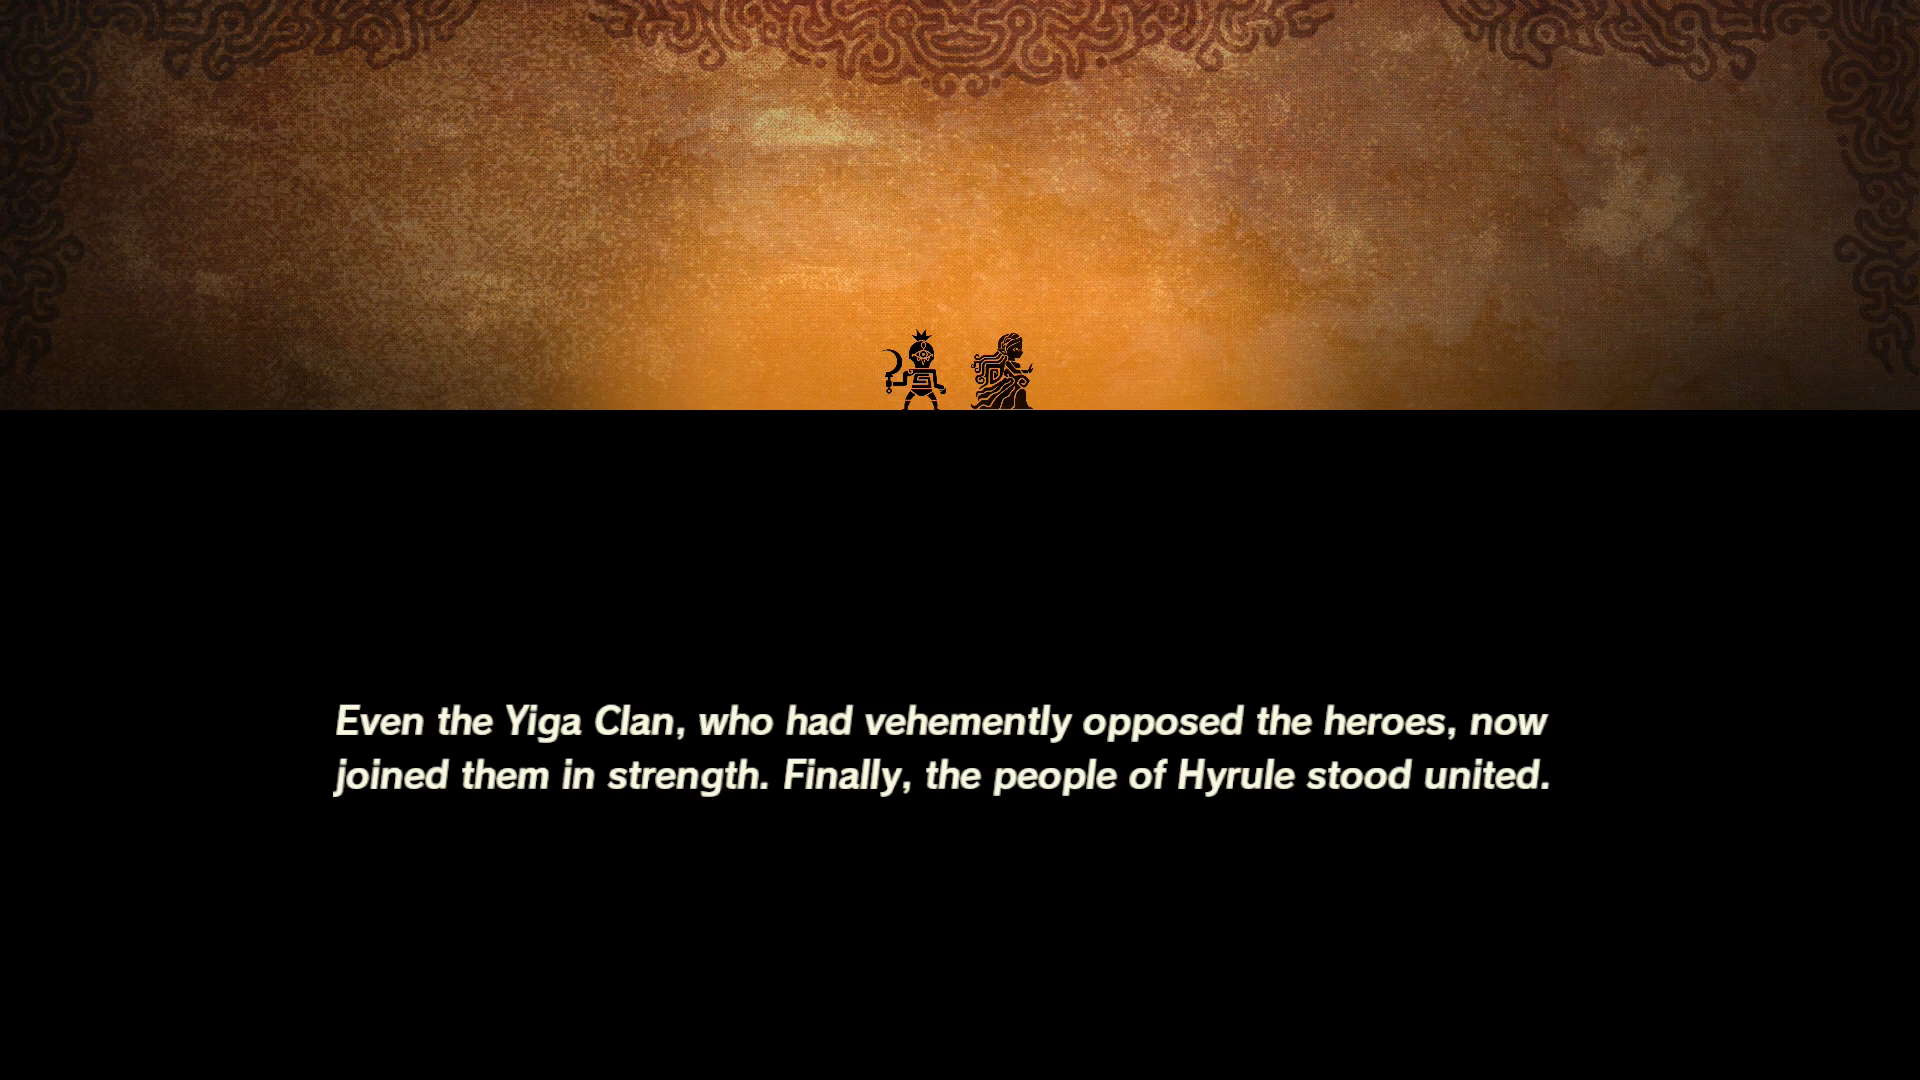 Even the Yiga Clan, who had vehemently opposed the heroes, now
joined them in strength. Finally, the people of Hyrule stood united.